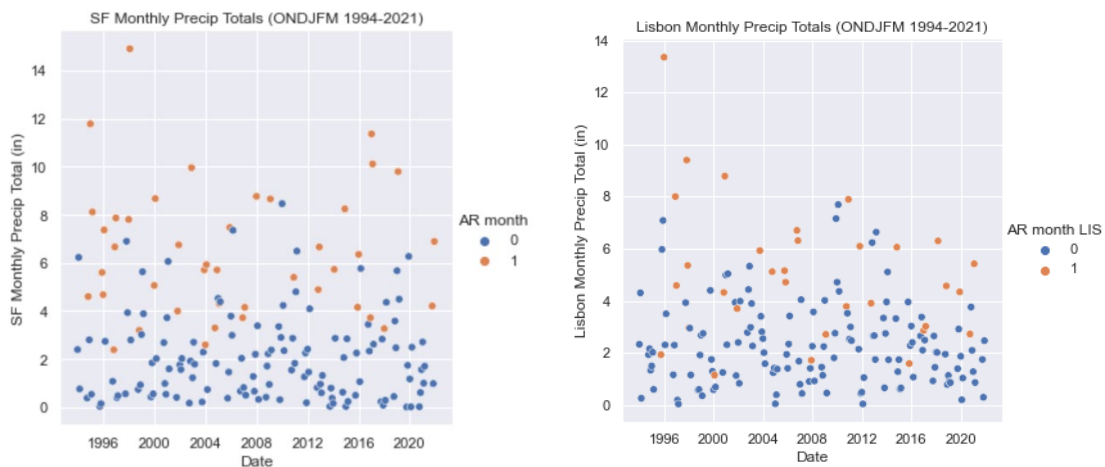 SF Monthly Precip Totals (ONDJFM 1994-2021)
SF Monthly Precip Total (in)
14
12
10
8
6
4
2
0
1996 2000 2004 2008 2012 2016 2020
Date
AR month
0
1
Lisbon Monthly Precip Totals (ONDJFM 1994-2021)
Lisbon Monthly Precip Total (in)
14
12
10
8
6
4
2
0
1996 2000 2004 2008 2012 2016 2020
Date
AR month LIS
0
1